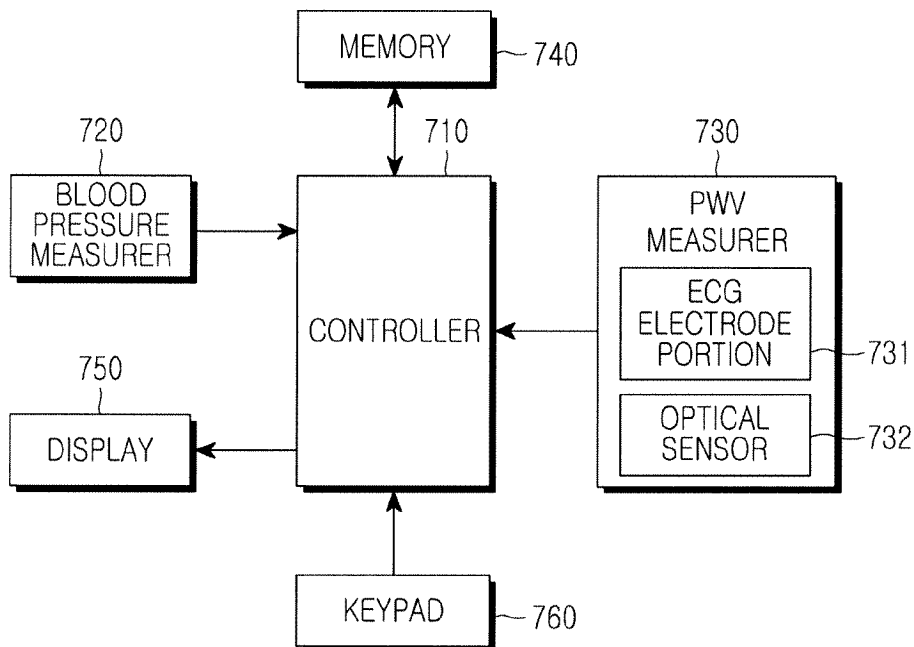 MEMORY
740
720
710
730
BLOOD
PRESSURE
MEASURER
PWV
MEASURER
ECG
ELECTRODE
PORTION
731
CONTROLLER
750
DISPLAY
OPTICAL
SENSOR
732
KEYPAD
760